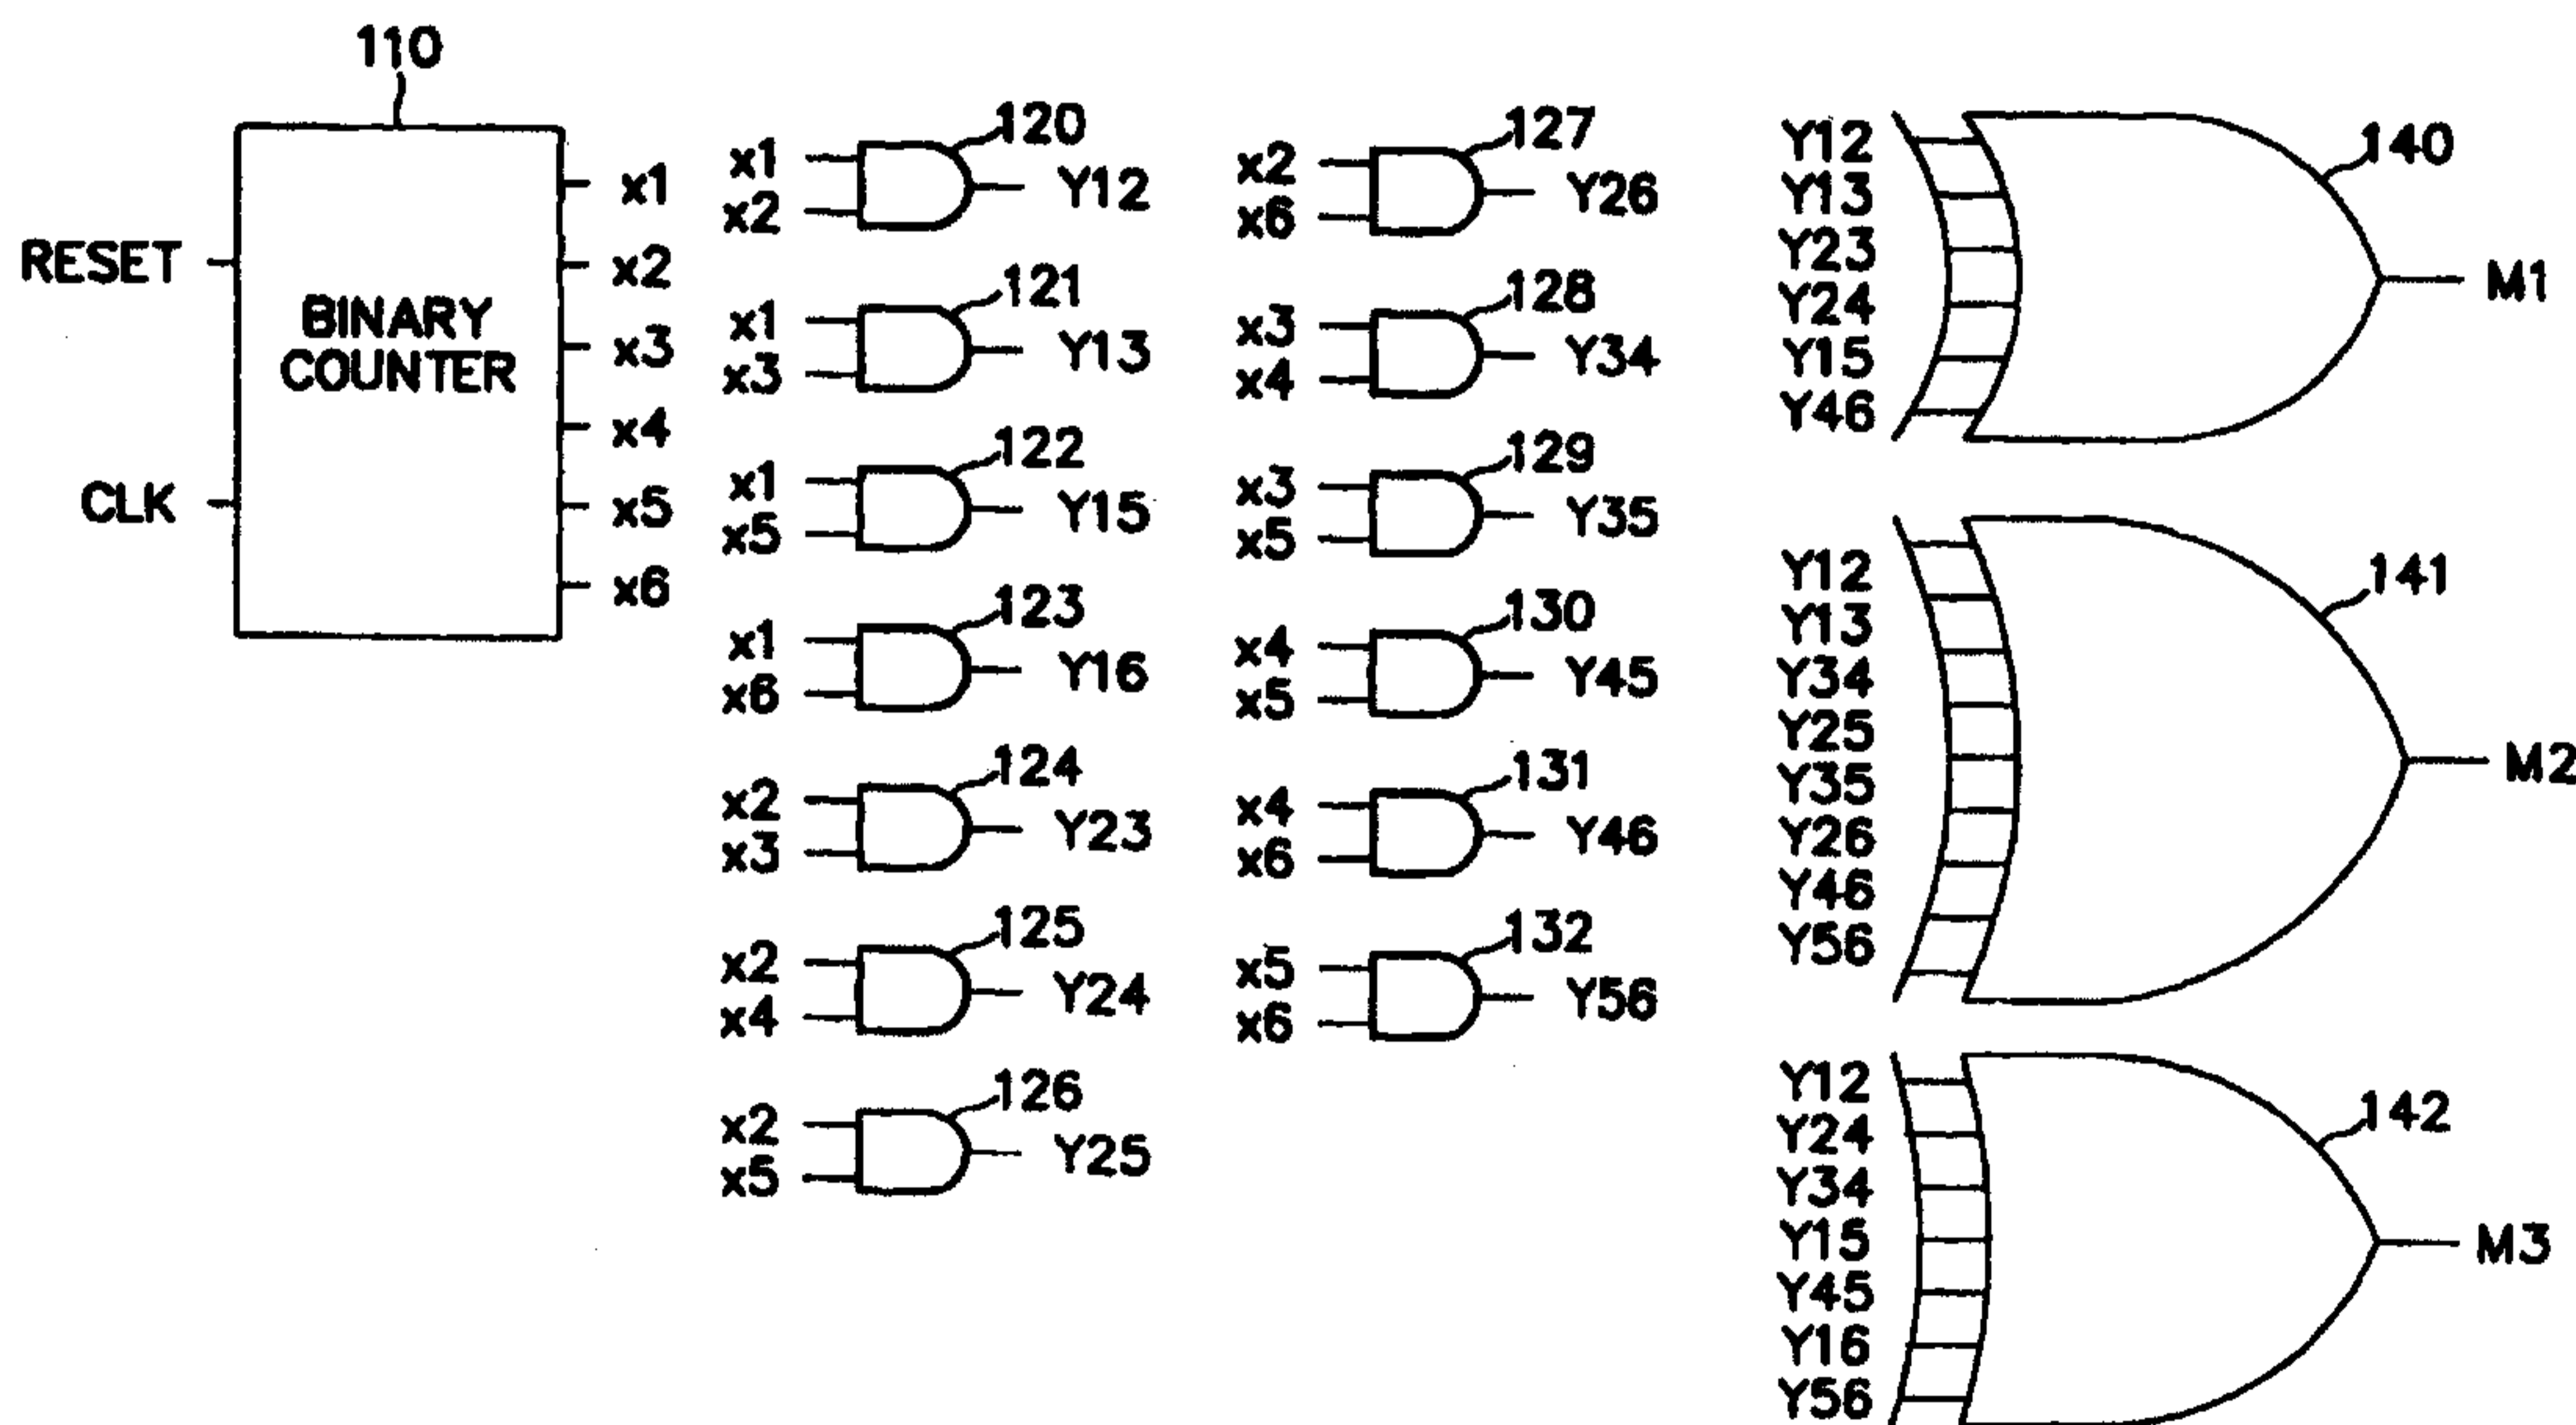 110
RESET
CLK
BINARY
COUNTER
x1
x2
x3
x4
x5
x6
x1
x2
120
Y12
x1
x3
121
Y13
x1
x5
122
Y15
x1
x6
123
Y16
x2
x3
124
Y23
x2
x4
125
Y24
x2
x5
126
Y25
x2
x6
127
Y26
x3
x4
128
Y34
x3
x5
129
Y35
x4
x5
130
Y45
x4
x6
131
Y46
x5
x6
132
Y56
Y12
Y13
Y23
Y24
Y15
Y46
140
M1
Y12
Y13
Y34
Y25
Y35
Y26
Y46
Y56
141
M2
Y12
Y24
Y34
Y15
Y45
Y16
Y56
142
M3